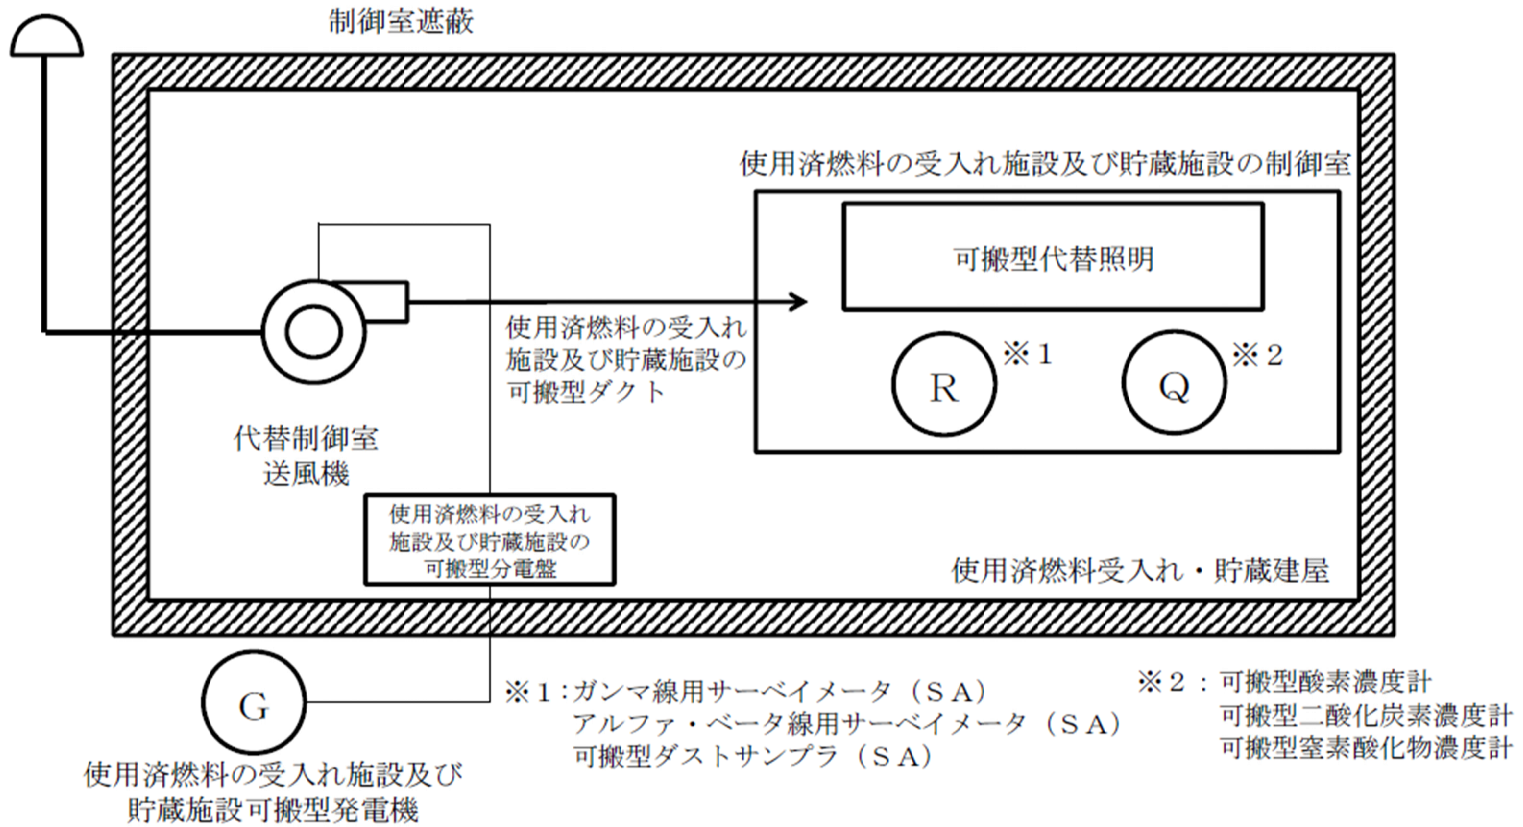 制御室遮蔽
使用済燃料の受入れ施設及び貯蔵施設の制御室
可搬型代替照明
使用済燃料の受入れ
施設及び貯蔵施設の
可搬型ダクト
R
※1
Q
※2
代替制御室
送風機
使用済燃料の受入れ
施設及び貯蔵施設の
可搬型分電盤
使用済燃料受入れ・貯蔵建屋
G
使用済燃料の受入れ施設及び
貯蔵施設可搬型発電機
※1:ガンマ線用サーベイメータ(SA)
アルファ・ベータ線用サーベイメータ(SA)
可搬型ダストサンプラ(SA)
※2:可搬型酸素濃度計
可搬型二酸化炭素濃度計
可搬型窒素酸化物濃度計